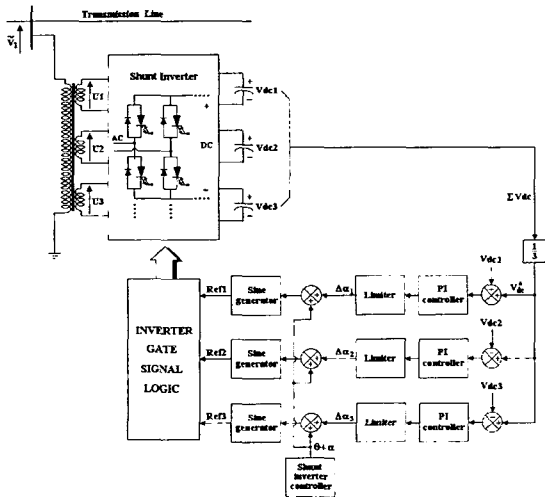 Transmission Line
Ṽ₁
Shunt Inverter
U1
U2
U3
AC
DC
+
−
+
−
Vdc1
+
−
Vdc2
+
−
Vdc3
Σ Vdc
1/3
Vdc1
V*dc
Ref1
Sine generator
Δα₁
Limiter
PI controller
Vdc2
INVERTER GATE SIGNAL LOGIC
Ref2
Sine generator
Δα₂
Limiter
PI controller
Vdc3
Ref3
Sine generator
Δα₃
Limiter
PI controller
θ+α
Shunt inverter controller